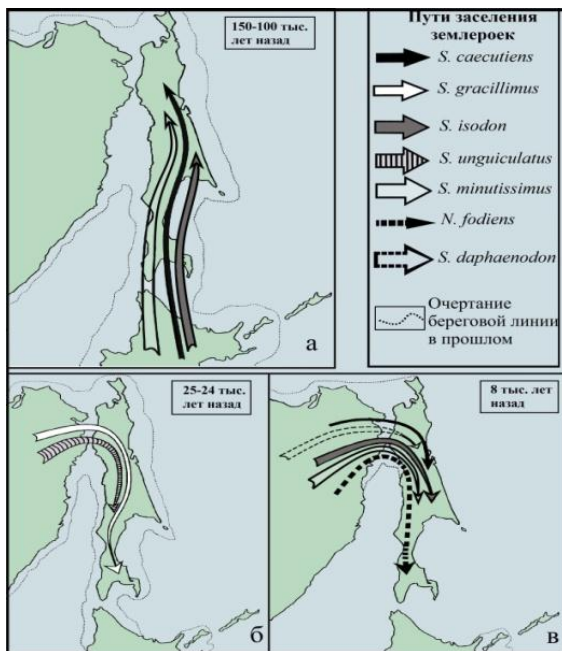 150-100 тыс.
лет назад
а
Пути заселения
землероек
S. caecutiens
S. gracillimus
S. isodon
S. unguiculatus
S. minutissimus
N. fodiens
S. daphaenodon
Очертание
береговой линии
в прошлом
25-24 тыс.
лет назад
б
8 тыс. лет
назад
в